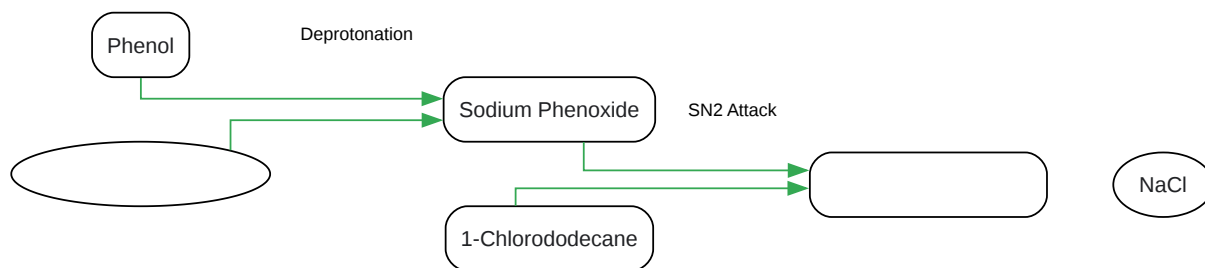 Phenol
Deprotonation
Sodium Phenoxide
SN2 Attack
NaCl
1-Chlorododecane